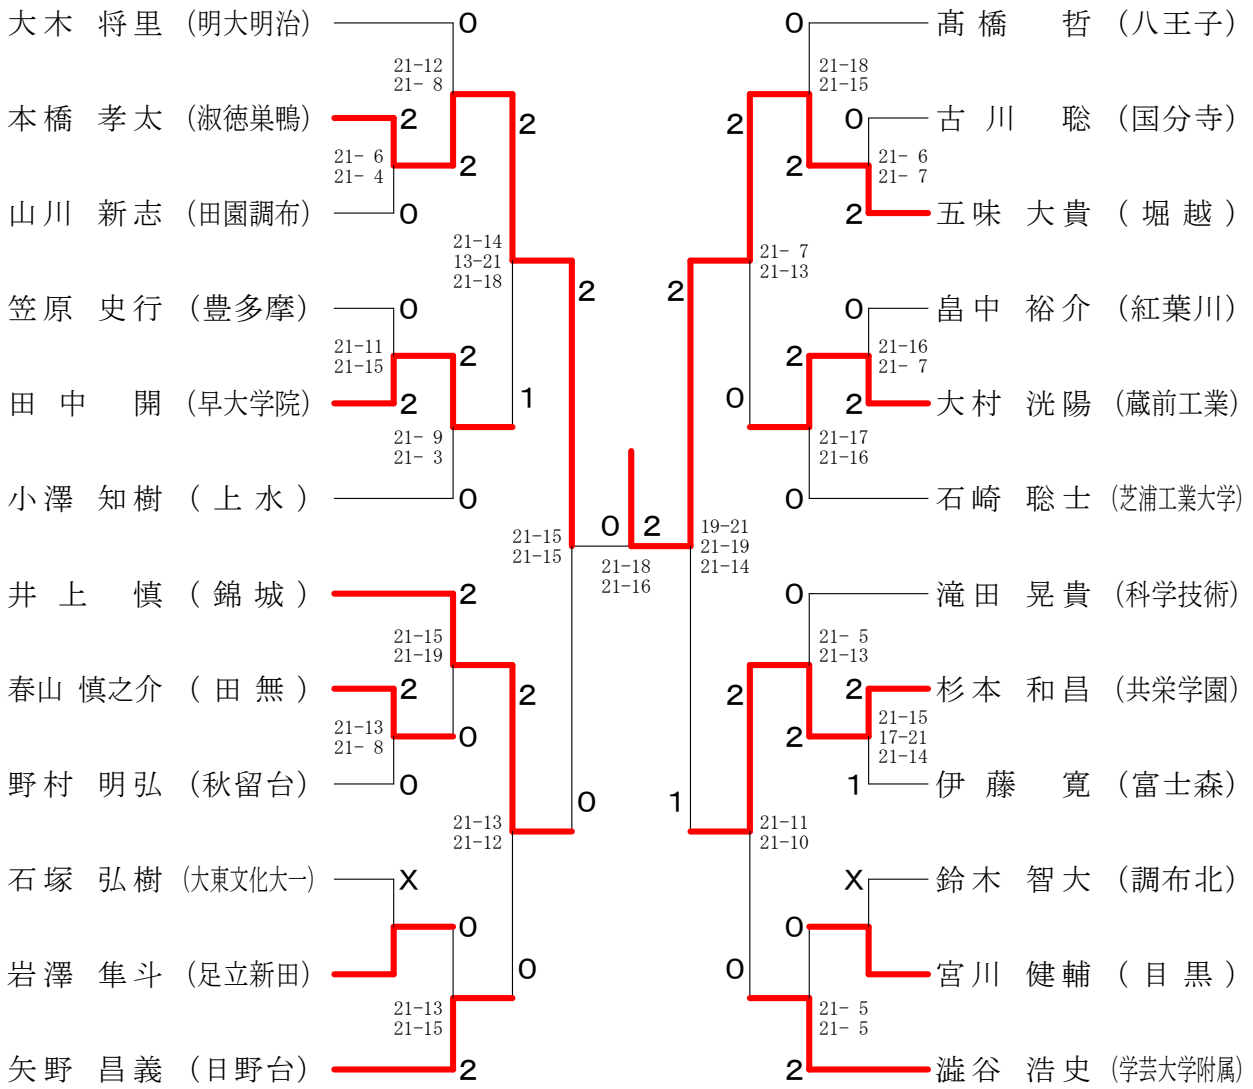 大木 将里 (明大明治) 0
21-12
21- 8
本橋 孝太 (淑徳巣鴨) 2
2
21- 6
21- 4
2
山川 新志 (田園調布) 0
21-14
13-21
21-18
2
笠原 史行 (豊多摩) 0
21-11
21-15
2
田中 開 (早大学院) 2
1
21- 9
21- 3
小澤 知樹 (上水) 0
21-15
21-15
井上 慎 (錦城) 2
21-15
21-19
春山 慎之介 (田無) 2
2
21-13
21- 8
0
野村 明弘 (秋留台) 0
0
21-13
21-12
石塚 弘樹 (大東文化大一) X
0
岩澤 隼斗 (足立新田)
0
21-13
21-15
矢野 昌義 (日野台) 2
0 2
21-18
21-16
0 髙橋 哲 (八王子)
21-18
21-15
2
0 古川 聡 (国分寺)
21- 6
21- 7
2
2 五味 大貴 (堀越)
21- 7
21-13
2
0 畠中 裕介 (紅葉川)
21-16
21- 7
2
0
2 大村 洸陽 (蔵前工業)
21-17
21-16
0 石崎 聡士 (芝浦工業大学)
19-21
21-19
21-14
0 滝田 晃貴 (科学技術)
21- 5
21-13
2
2 杉本 和昌 (共栄学園)
21-15
17-21
21-14
2
1 伊藤 寛 (富士森)
1
21-11
21-10
X 鈴木 智大 (調布北)
0
宮川 健輔 (目黒)
0
21- 5
21- 5
2 澁谷 浩史 (学芸大学附属)